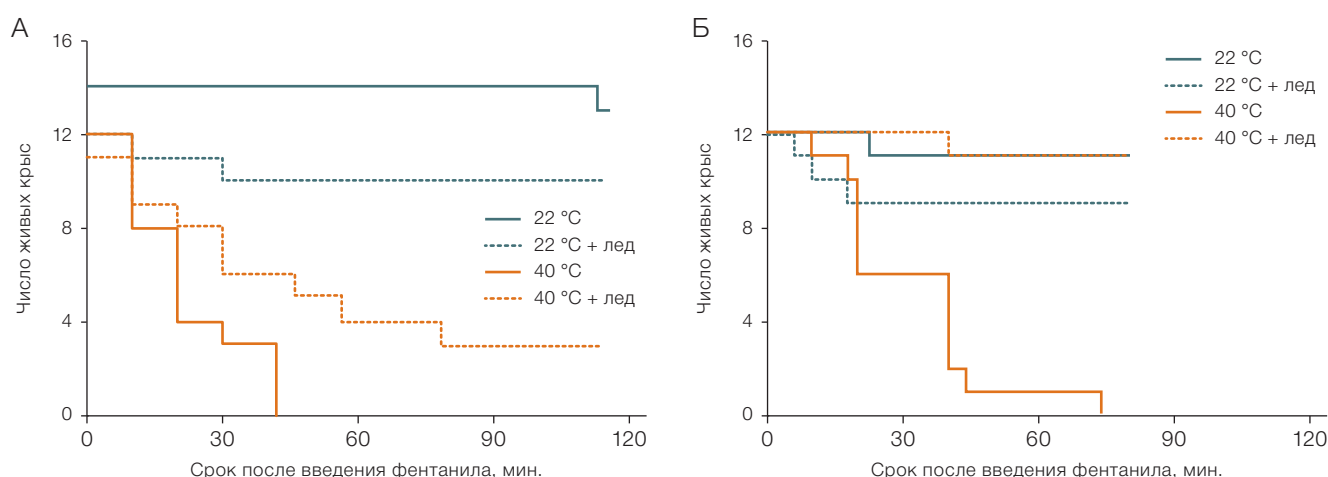 А
16
12
8
4
0
Число живых крыс
22 °C
22 °C + лед
40 °C
40 °C + лед
0 30 60 90 120
Срок после введения фентанила, мин.
Б
16
12
8
4
0
Число живых крыс
22 °C
22 °C + лед
40 °C
40 °C + лед
0 30 60 90 120
Срок после введения фентанила, мин.